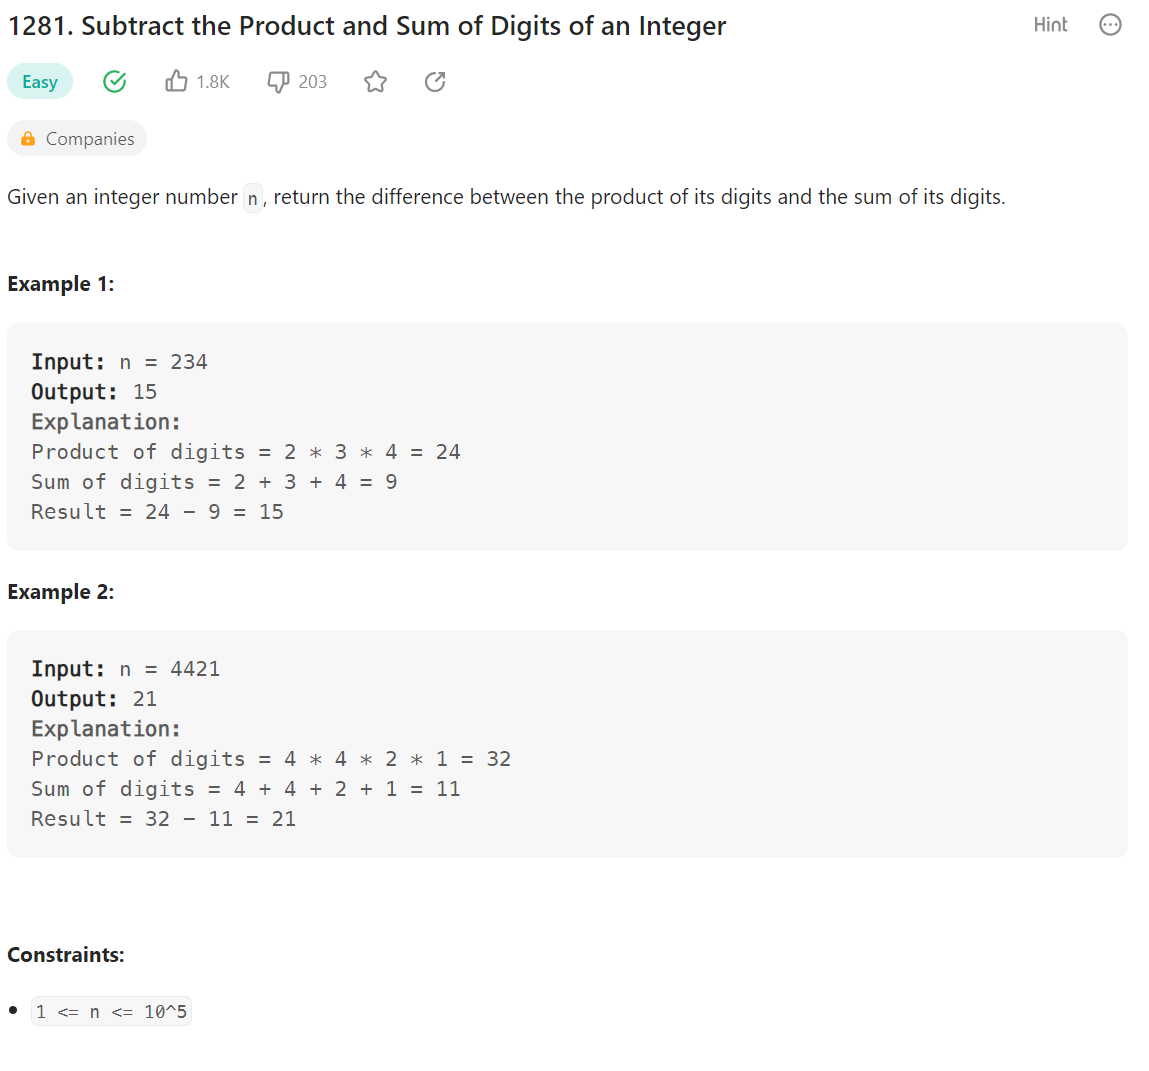 1281. Subtract the Product and Sum of Digits of an Integer
Hint
Easy
1.8K
203
Companies
Given an integer number n, return the difference between the product of its digits and the sum of its digits.
Example 1:
Input: n = 234
Output: 15
Explanation:
Product of digits = 2 * 3 * 4 = 24
Sum of digits = 2 + 3 + 4 = 9
Result = 24 − 9 = 15
Example 2:
Input: n = 4421
Output: 21
Explanation:
Product of digits = 4 * 4 * 2 * 1 = 32
Sum of digits = 4 + 4 + 2 + 1 = 11
Result = 32 − 11 = 21
Constraints:
• 1 <= n <= 10^5